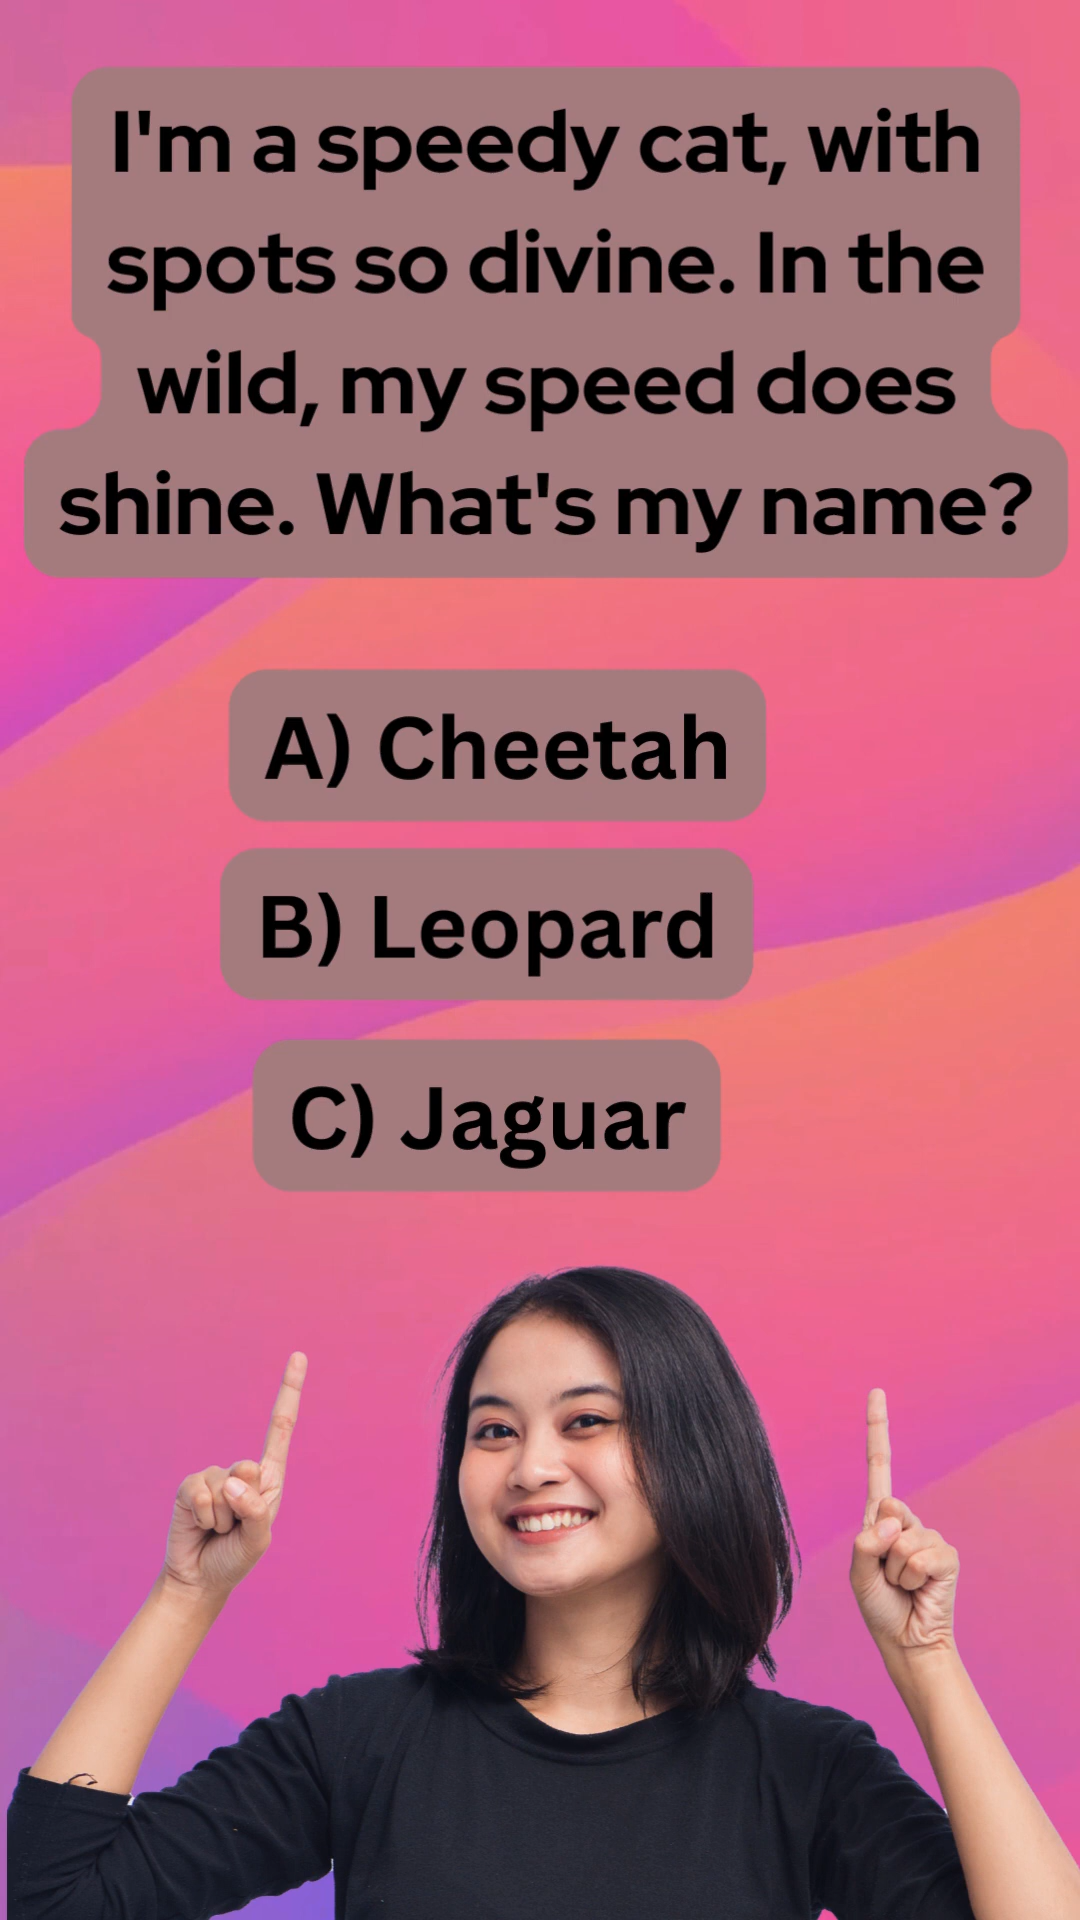 I'm a speedy cat, with
spots so divine. In the
wild, my speed does
shine. What's my name?
A) Cheetah
B) Leopard
C) Jaguar